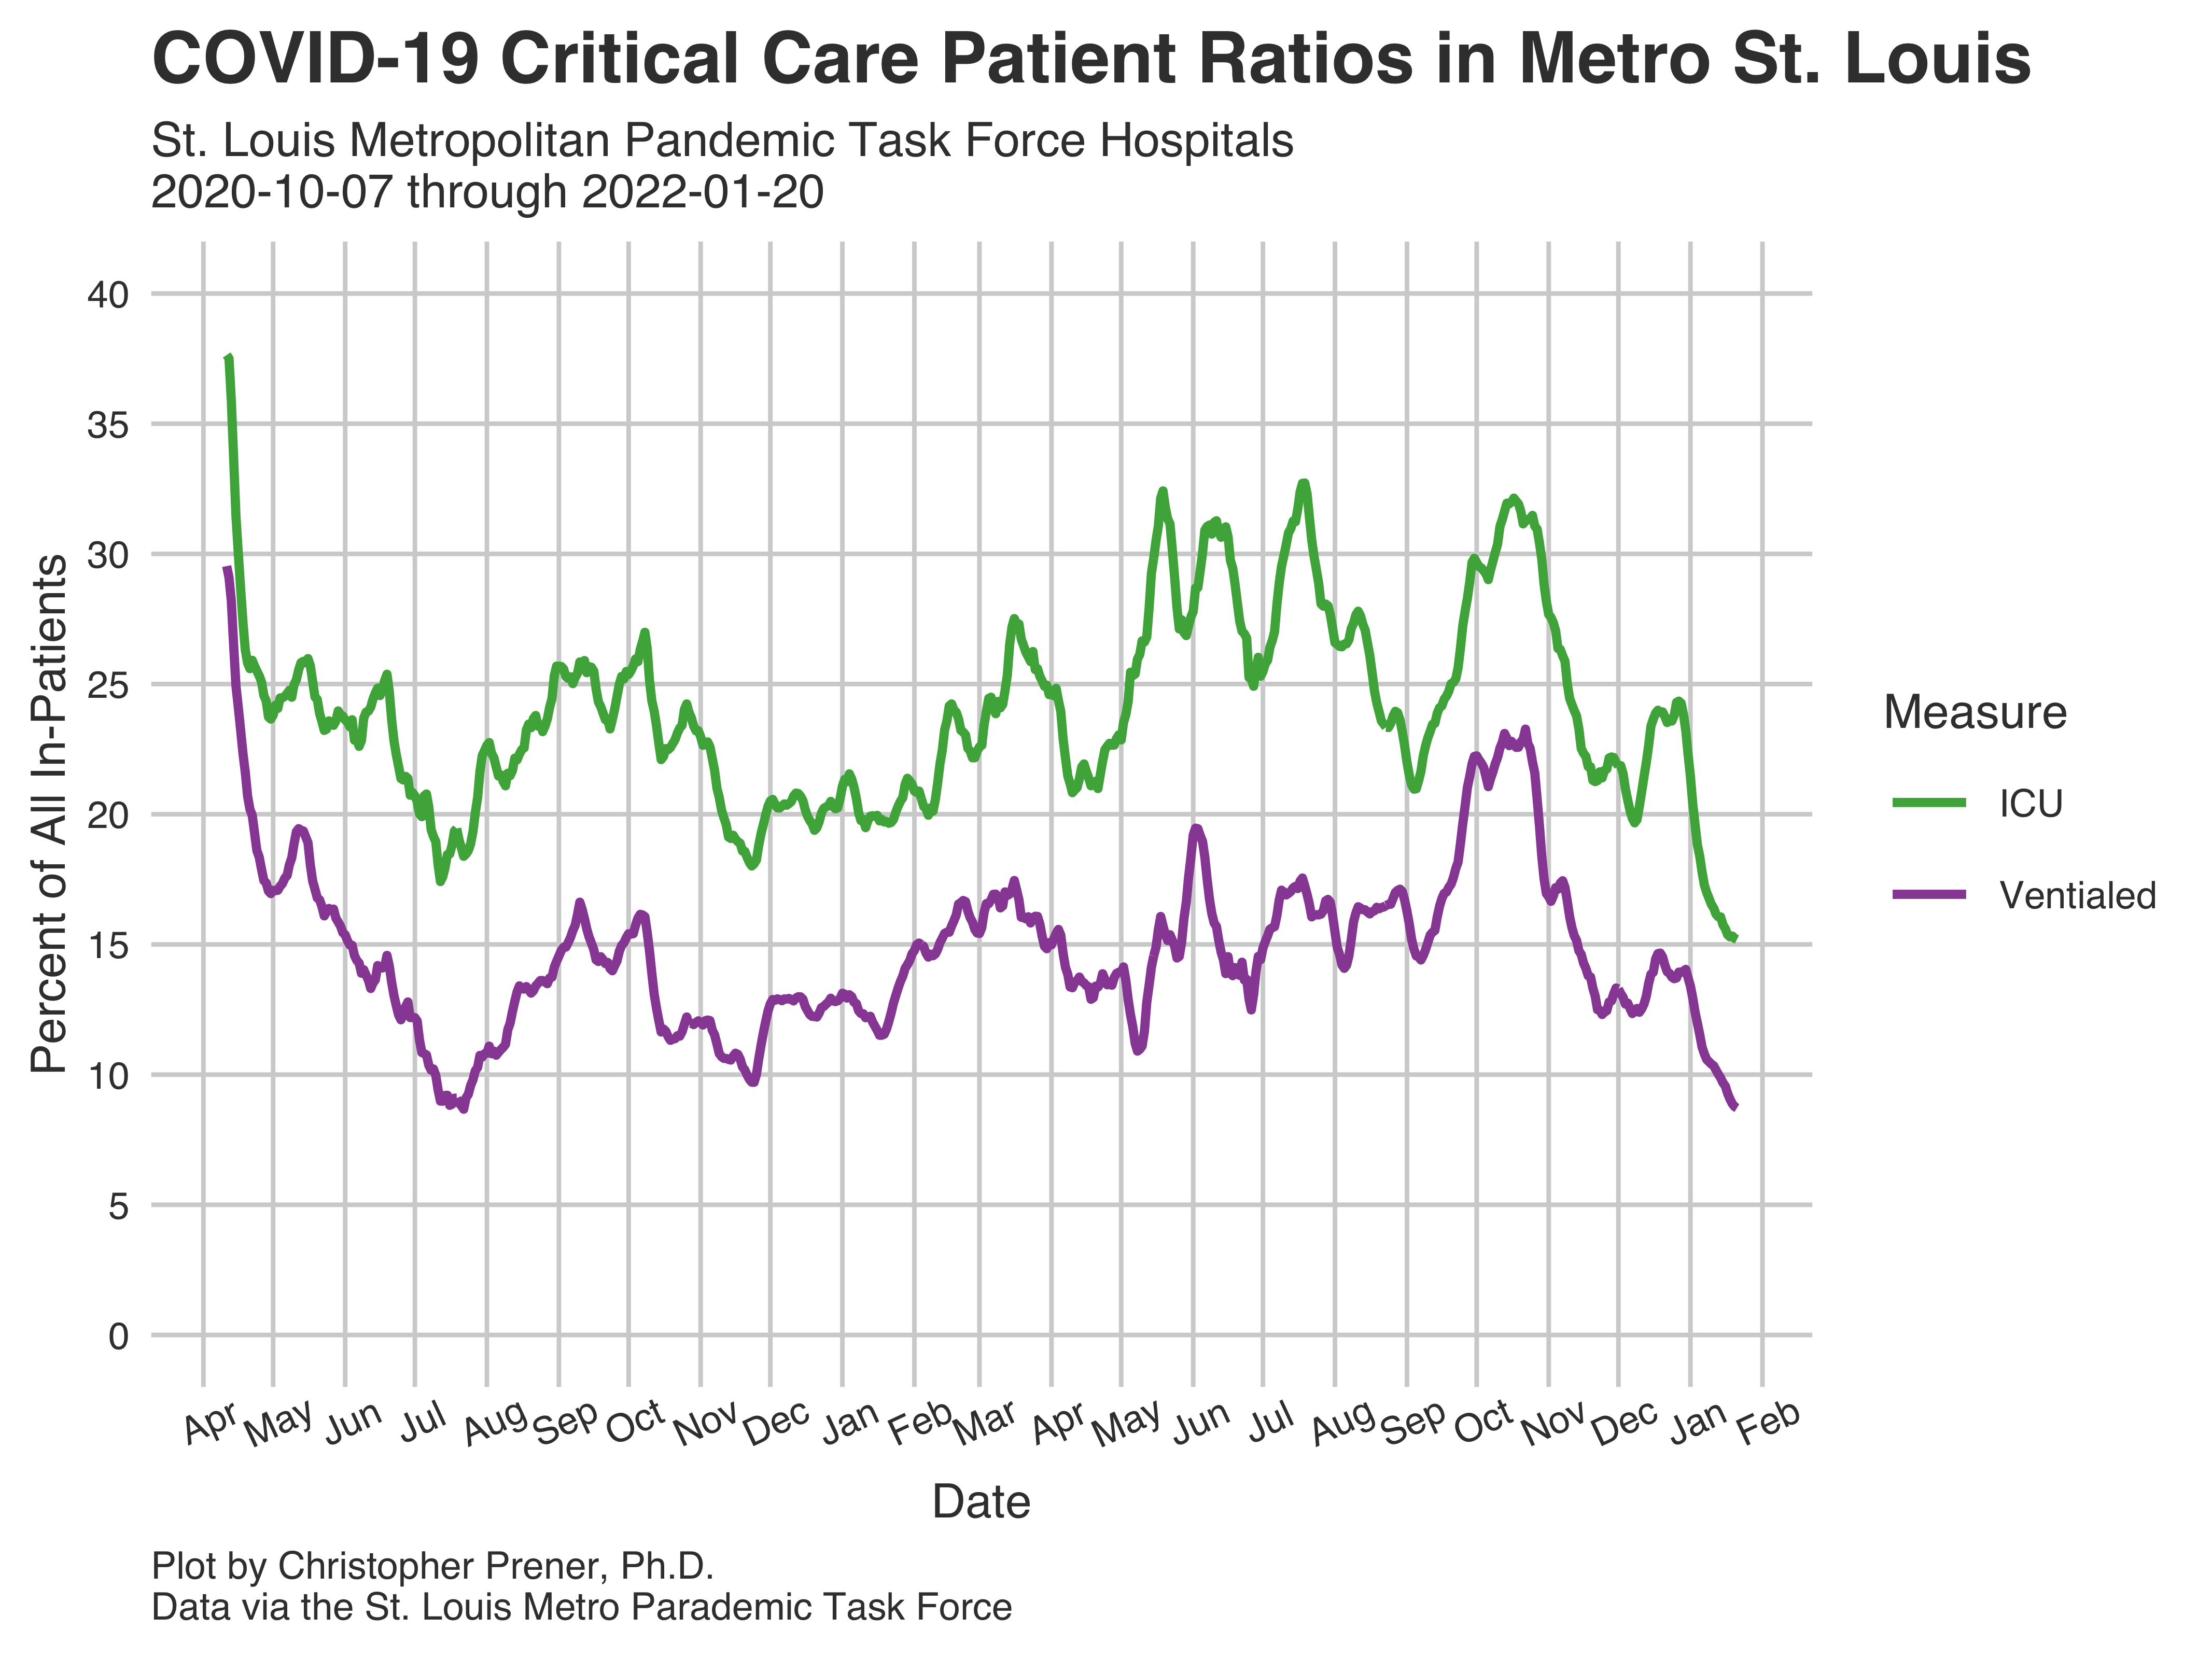 COVID-19 Critical Care Patient Ratios in Metro St. Louis
St. Louis Metropolitan Pandemic Task Force Hospitals
2020-10-07 through 2022-01-20
Percent of All In-Patients
40
35
30
25
20
15
10
5
0
Apr May Jun Jul Aug Sep Oct Nov Dec Jan Feb Mar Apr May Jun Jul Aug Sep Oct Nov Dec Jan Feb
Date
Measure
ICU
Ventialed
Plot by Christopher Prener, Ph.D.
Data via the St. Louis Metro Parademic Task Force